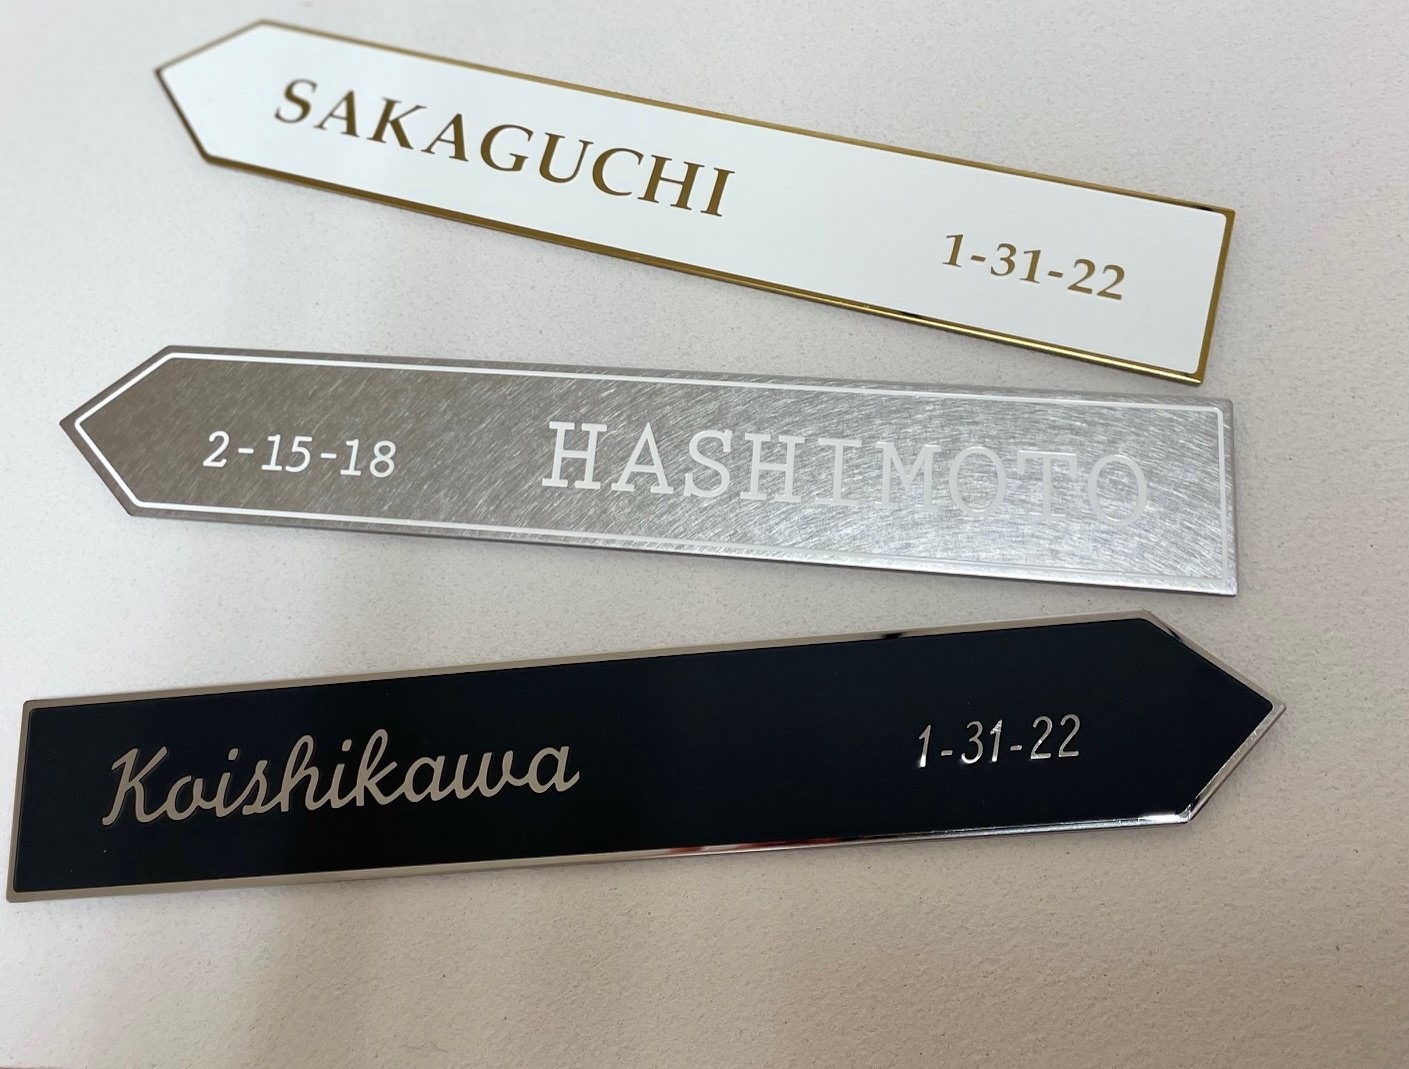 SAKAGUCHI
1-31-22
2-15-18 HASHIMOTO
Koishikawa 1-31-22